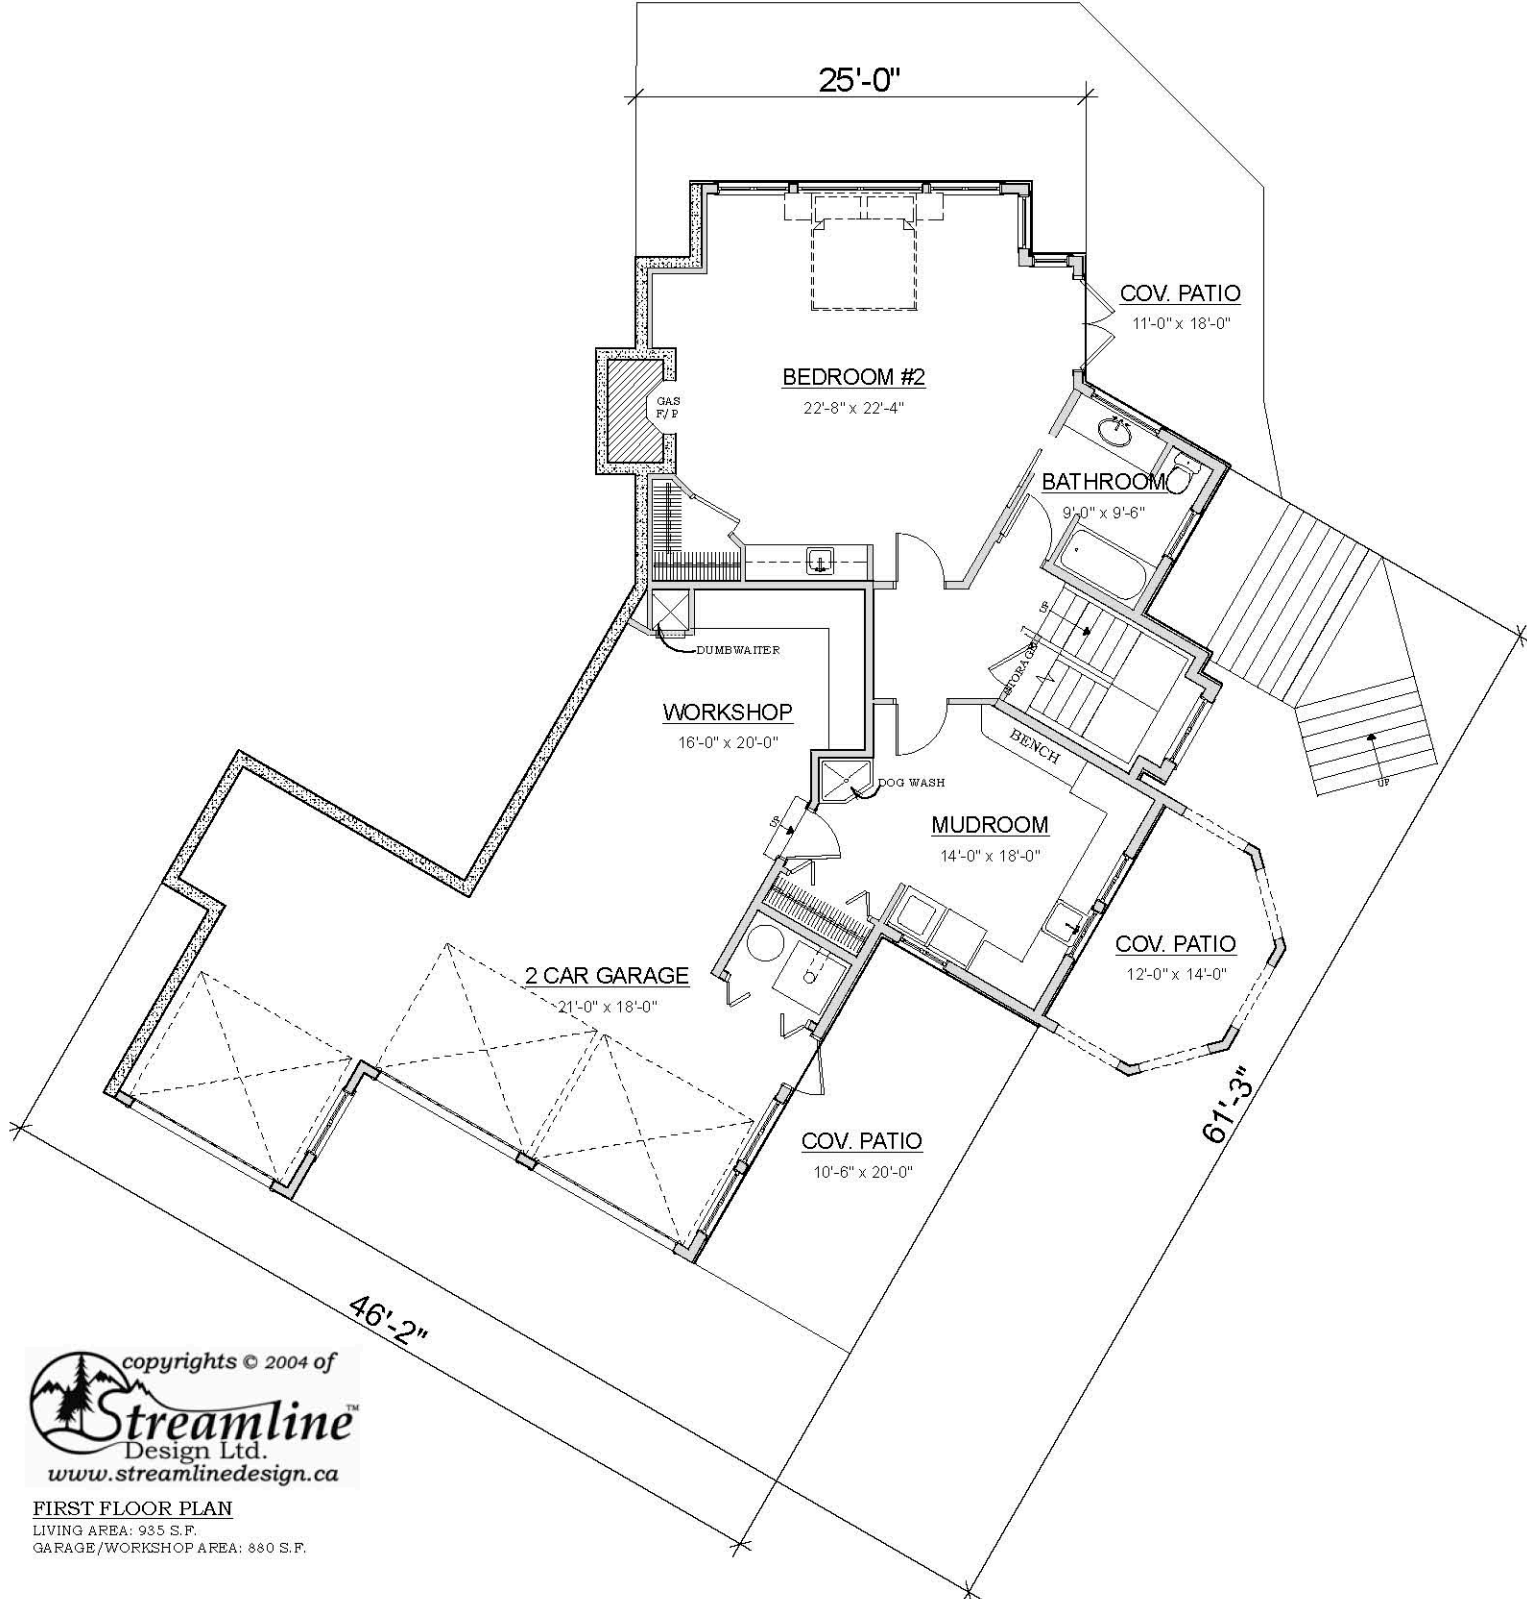 25'-0"
COV. PATIO
11'-0" x 18'-0"
BEDROOM #2
22'-8" x 22'-4"
GAS
F/P
BATHROOM
9'-0" x 9'-6"
UP
STORAGE
DUMBWAITER
WORKSHOP
16'-0" x 20'-0"
BENCH
UP
DOG WASH
UP
MUDROOM
14'-0" x 18'-0"
COV. PATIO
12'-0" x 14'-0"
2 CAR GARAGE
21'-0" x 18'-0"
61'-3"
COV. PATIO
10'-6" x 20'-0"
46'-2"
copyrights © 2004 of
Streamline™
Design Ltd.
www.streamlinedesign.ca
FIRST FLOOR PLAN
LIVING AREA: 935 S.F.
GARAGE/WORKSHOP AREA: 880 S.F.